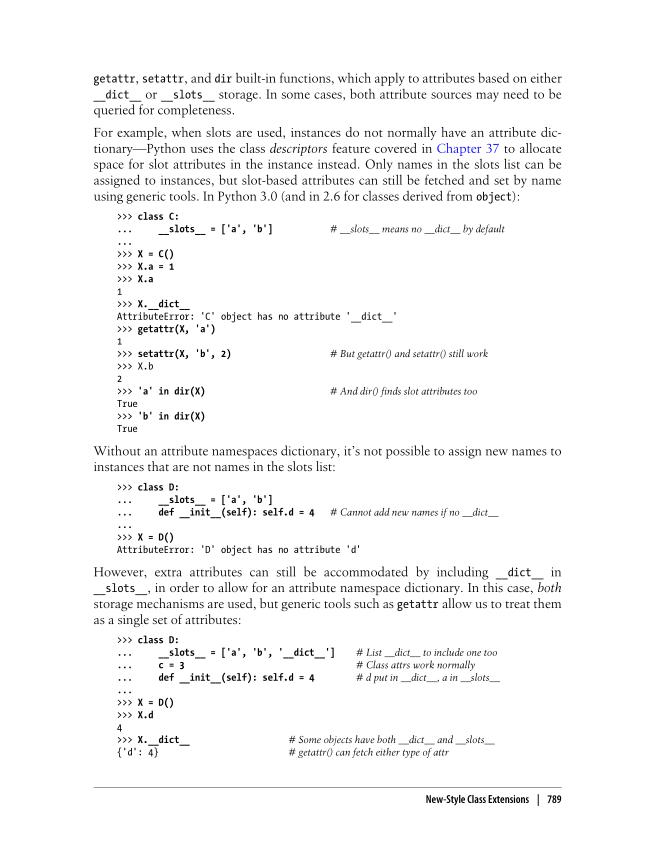 getattr, setattr, and dir built-in functions, which apply to attributes based on either
__dict__ or __slots__ storage. In some cases, both attribute sources may need to be
queried for completeness.
For example, when slots are used, instances do not normally have an attribute dic-
tionary—Python uses the class descriptors feature covered in Chapter 37 to allocate
space for slot attributes in the instance instead. Only names in the slots list can be
assigned to instances, but slot-based attributes can still be fetched and set by name
using generic tools. In Python 3.0 (and in 2.6 for classes derived from object):
>>> class C:
...     __slots__ = ['a', 'b']          # __slots__ means no __dict__ by default
...
>>> X = C()
>>> X.a = 1
>>> X.a
1
>>> X.__dict__
AttributeError: 'C' object has no attribute '__dict__'
>>> getattr(X, 'a')
1
>>> setattr(X, 'b', 2)          # But getattr() and setattr() still work
>>> X.b
2
>>> 'a' in dir(X)          # And dir() finds slot attributes too
True
>>> 'b' in dir(X)
True
Without an attribute namespaces dictionary, it's not possible to assign new names to
instances that are not names in the slots list:
>>> class D:
...     __slots__ = ['a', 'b']
...     def __init__(self): self.d = 4   # Cannot add new names if no __dict__
...
>>> X = D()
AttributeError: 'D' object has no attribute 'd'
However, extra attributes can still be accommodated by including __dict__ in
__slots__, in order to allow for an attribute namespace dictionary. In this case, both
storage mechanisms are used, but generic tools such as getattr allow us to treat them
as a single set of attributes:
>>> class D:
...     __slots__ = ['a', 'b', '__dict__']    # List __dict__ to include one too
...     c = 3          # Class attrs work normally
...     def __init__(self): self.d = 4          # d put in __dict__, a in __slots__
...
>>> X = D()
>>> X.d
4
>>> X.__dict__          # Some objects have both __dict__ and __slots__
{'d': 4}          # getattr() can fetch either type of attr
New-Style Class Extensions | 789